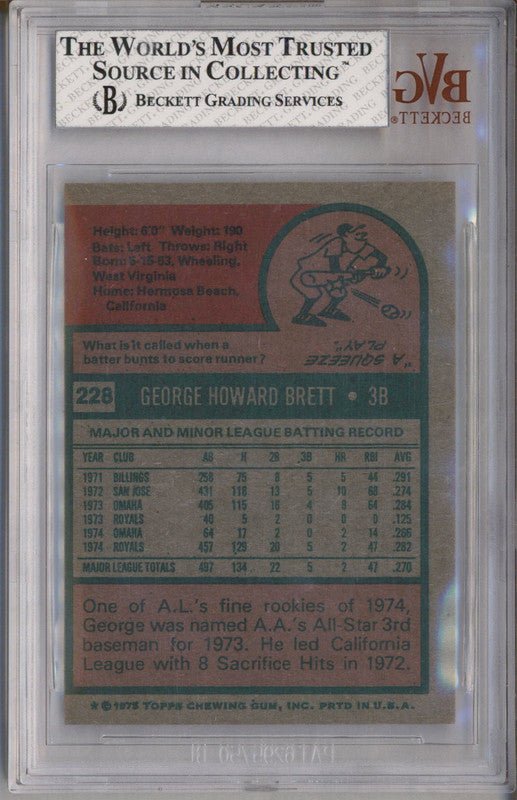 THE WORLD'S MOST TRUSTED
SOURCE IN COLLECTING™
B BECKETT GRADING SERVICES
BVG
BECKETT®
Height: 6'0" Weight: 190
Bats: Left Throws: Right
Born: 5-15-53, Wheeling,
West Virginia
Home: Hermosa Beach,
California
What is it called when a
batter bunts to score runner?
"A SQUEEZE
PLAY".
228 GEORGE HOWARD BRETT • 3B
MAJOR AND MINOR LEAGUE BATTING RECORD
YEAR CLUB AB H 2B 3B HR RBI AVG
1971 BILLINGS 258 75 8 5 5 44 .291
1972 SAN JOSE 431 118 13 5 10 68 .274
1973 OMAHA 405 115 16 4 8 64 .284
1973 ROYALS 40 5 2 0 0 0 .125
1974 OMAHA 64 17 2 0 2 14 .266
1974 ROYALS 457 129 20 5 2 47 .282
MAJOR LEAGUE TOTALS 497 134 22 5 2 47 .270
One of A.L.'s fine rookies of 1974,
George was named A.A.'s All-Star 3rd
baseman for 1973. He led California
League with 8 Sacrifice Hits in 1972.
* © 1975 TOPPS CHEWING GUM, INC. PRTD IN U.S.A.